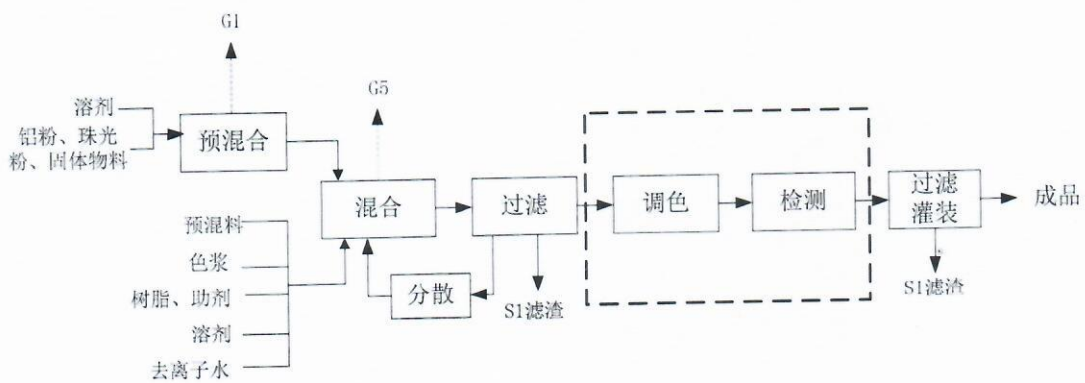 G1
G5
溶剂
铝粉、珠光
粉、固体物料
预混合
混合
过滤
调色
检测
过滤
灌装
成品
预混料
色浆
树脂、助剂
溶剂
去离子水
分散
S1滤渣
S1滤渣